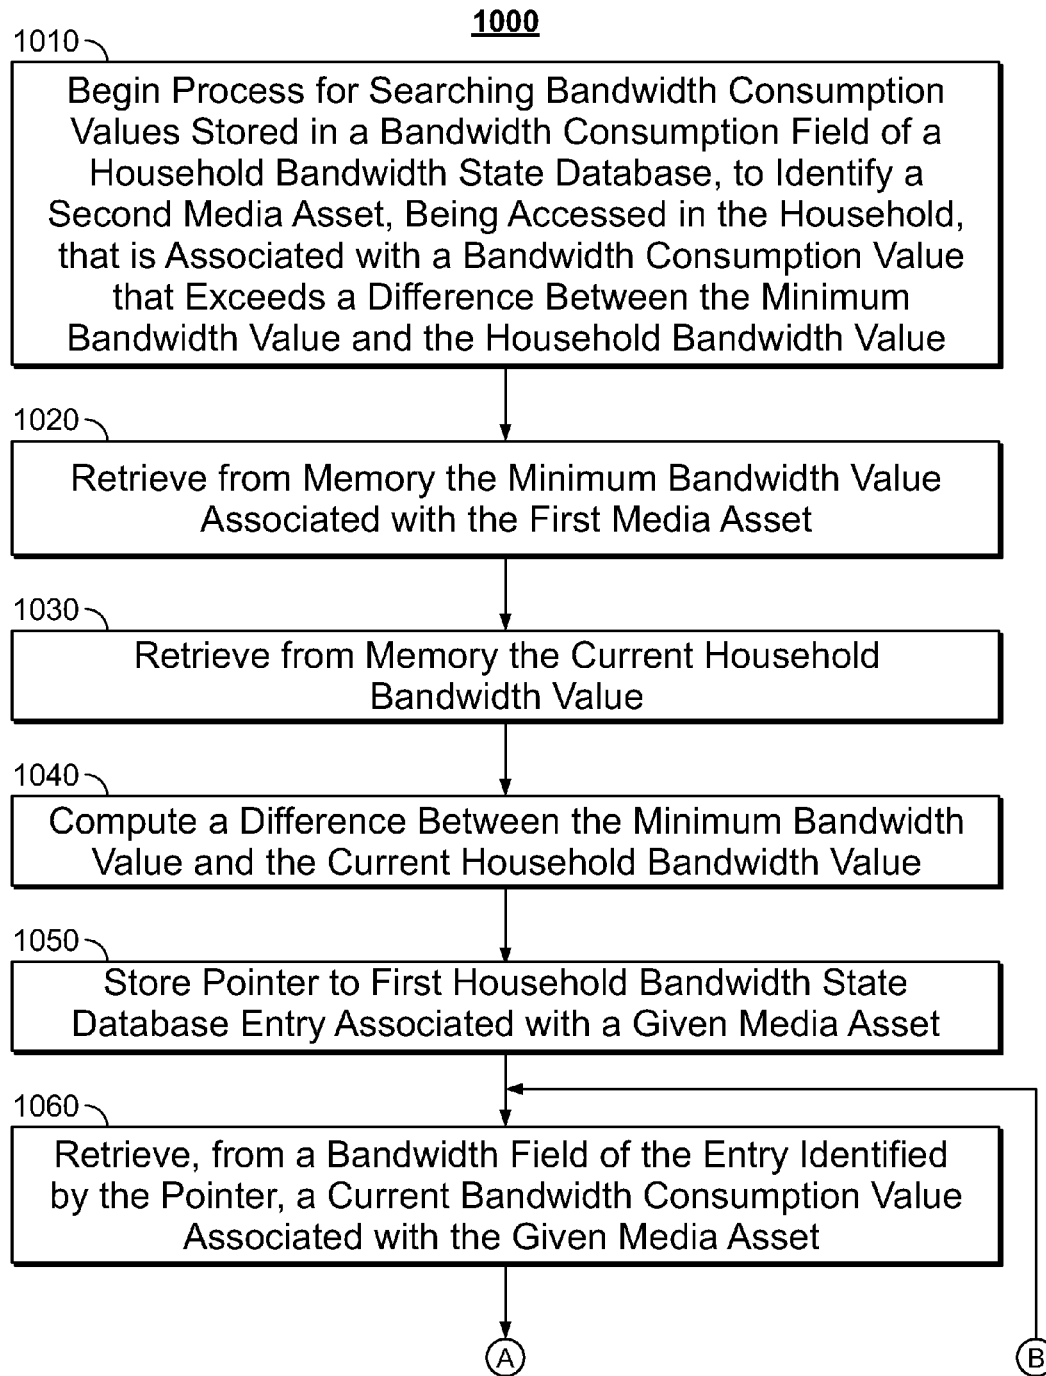 1000
1010
Begin Process for Searching Bandwidth Consumption
Values Stored in a Bandwidth Consumption Field of a
Household Bandwidth State Database, to Identify a
Second Media Asset, Being Accessed in the Household,
that is Associated with a Bandwidth Consumption Value
that Exceeds a Difference Between the Minimum
Bandwidth Value and the Household Bandwidth Value
1020
Retrieve from Memory the Minimum Bandwidth Value
Associated with the First Media Asset
1030
Retrieve from Memory the Current Household
Bandwidth Value
1040
Compute a Difference Between the Minimum Bandwidth
Value and the Current Household Bandwidth Value
1050
Store Pointer to First Household Bandwidth State
Database Entry Associated with a Given Media Asset
1060
Retrieve, from a Bandwidth Field of the Entry Identified
by the Pointer, a Current Bandwidth Consumption Value
Associated with the Given Media Asset
A
B